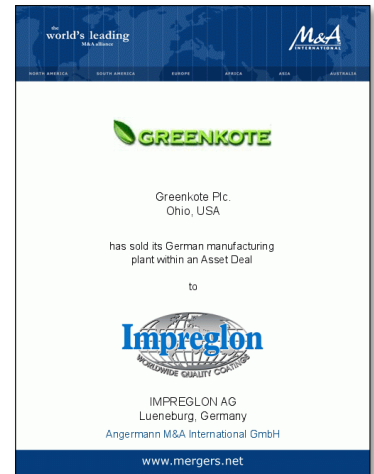 the
world's leading
M&A alliance
M&A
INTERNATIONAL
NORTH AMERICA SOUTH AMERICA EUROPE AFRICA ASIA AUSTRALIA
GREENKOTE
Greenkote Plc.
Ohio, USA
has sold its German manufacturing
plant within an Asset Deal
to
Impreglon
WORLDWIDE QUALITY COATINGS
IMPREGLON AG
Lueneburg, Germany
Angermann M&A International GmbH
www.mergers.net